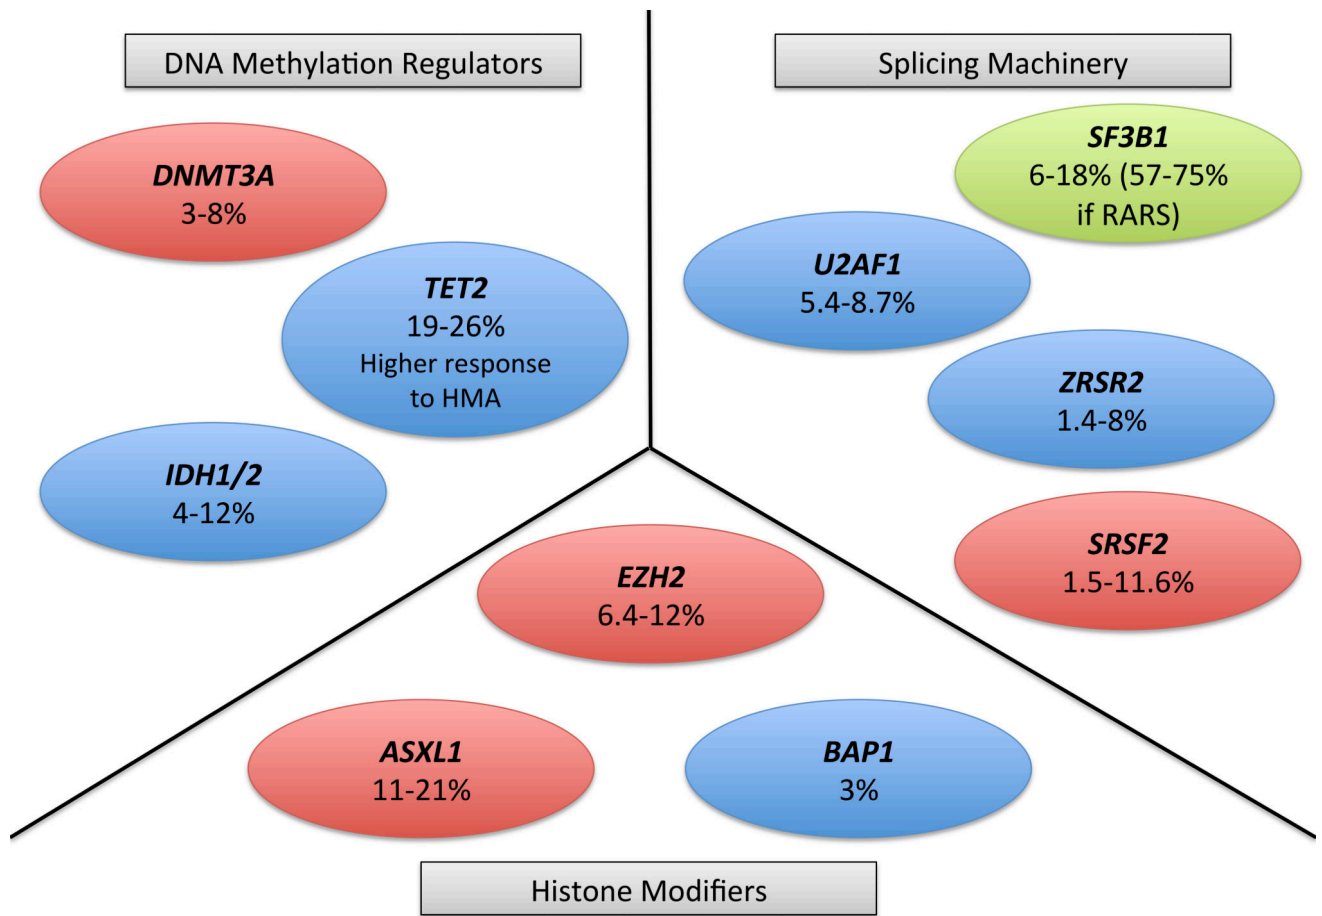 DNA Methylation Regulators
DNMT3A
3-8%
TET2
19-26%
Higher response
to HMA
IDH1/2
4-12%
Splicing Machinery
SF3B1
6-18% (57-75%
if RARS)
U2AF1
5.4-8.7%
ZRSR2
1.4-8%
SRSF2
1.5-11.6%
EZH2
6.4-12%
ASXL1
11-21%
BAP1
3%
Histone Modifiers